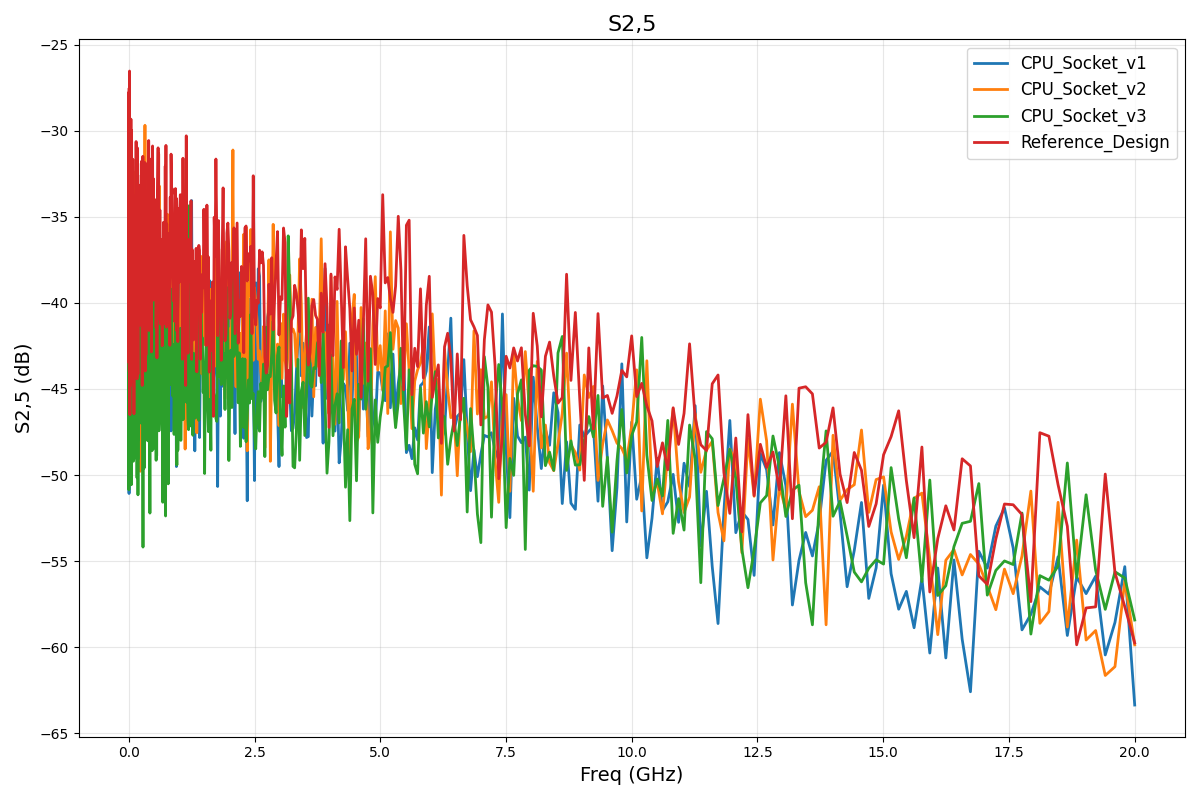 S2,5
CPU_Socket_v1
CPU_Socket_v2
CPU_Socket_v3
Reference_Design
S2,5 (dB)
−25
−30
−35
−40
−45
−50
−55
−60
−65
0.0 2.5 5.0 7.5 10.0 12.5 15.0 17.5 20.0
Freq (GHz)